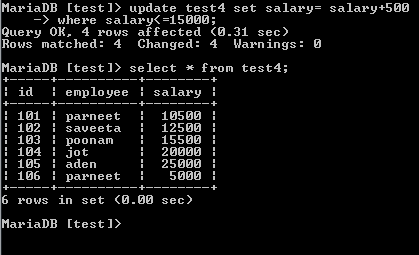 MariaDB [test]> update test4 set salary= salary+500
    -> where salary<=15000;
Query OK, 4 rows affected (0.31 sec)
Rows matched: 4  Changed: 4  Warnings: 0

MariaDB [test]> select * from test4;
+-----+----------+--------+
| id  | employee | salary |
+-----+----------+--------+
| 101 | parneet  |  10500 |
| 102 | saveeta  |  12500 |
| 103 | poonam   |  15500 |
| 104 | jot      |  20000 |
| 105 | aden     |  25000 |
| 106 | parneet  |   5000 |
+-----+----------+--------+
6 rows in set (0.00 sec)

MariaDB [test]>